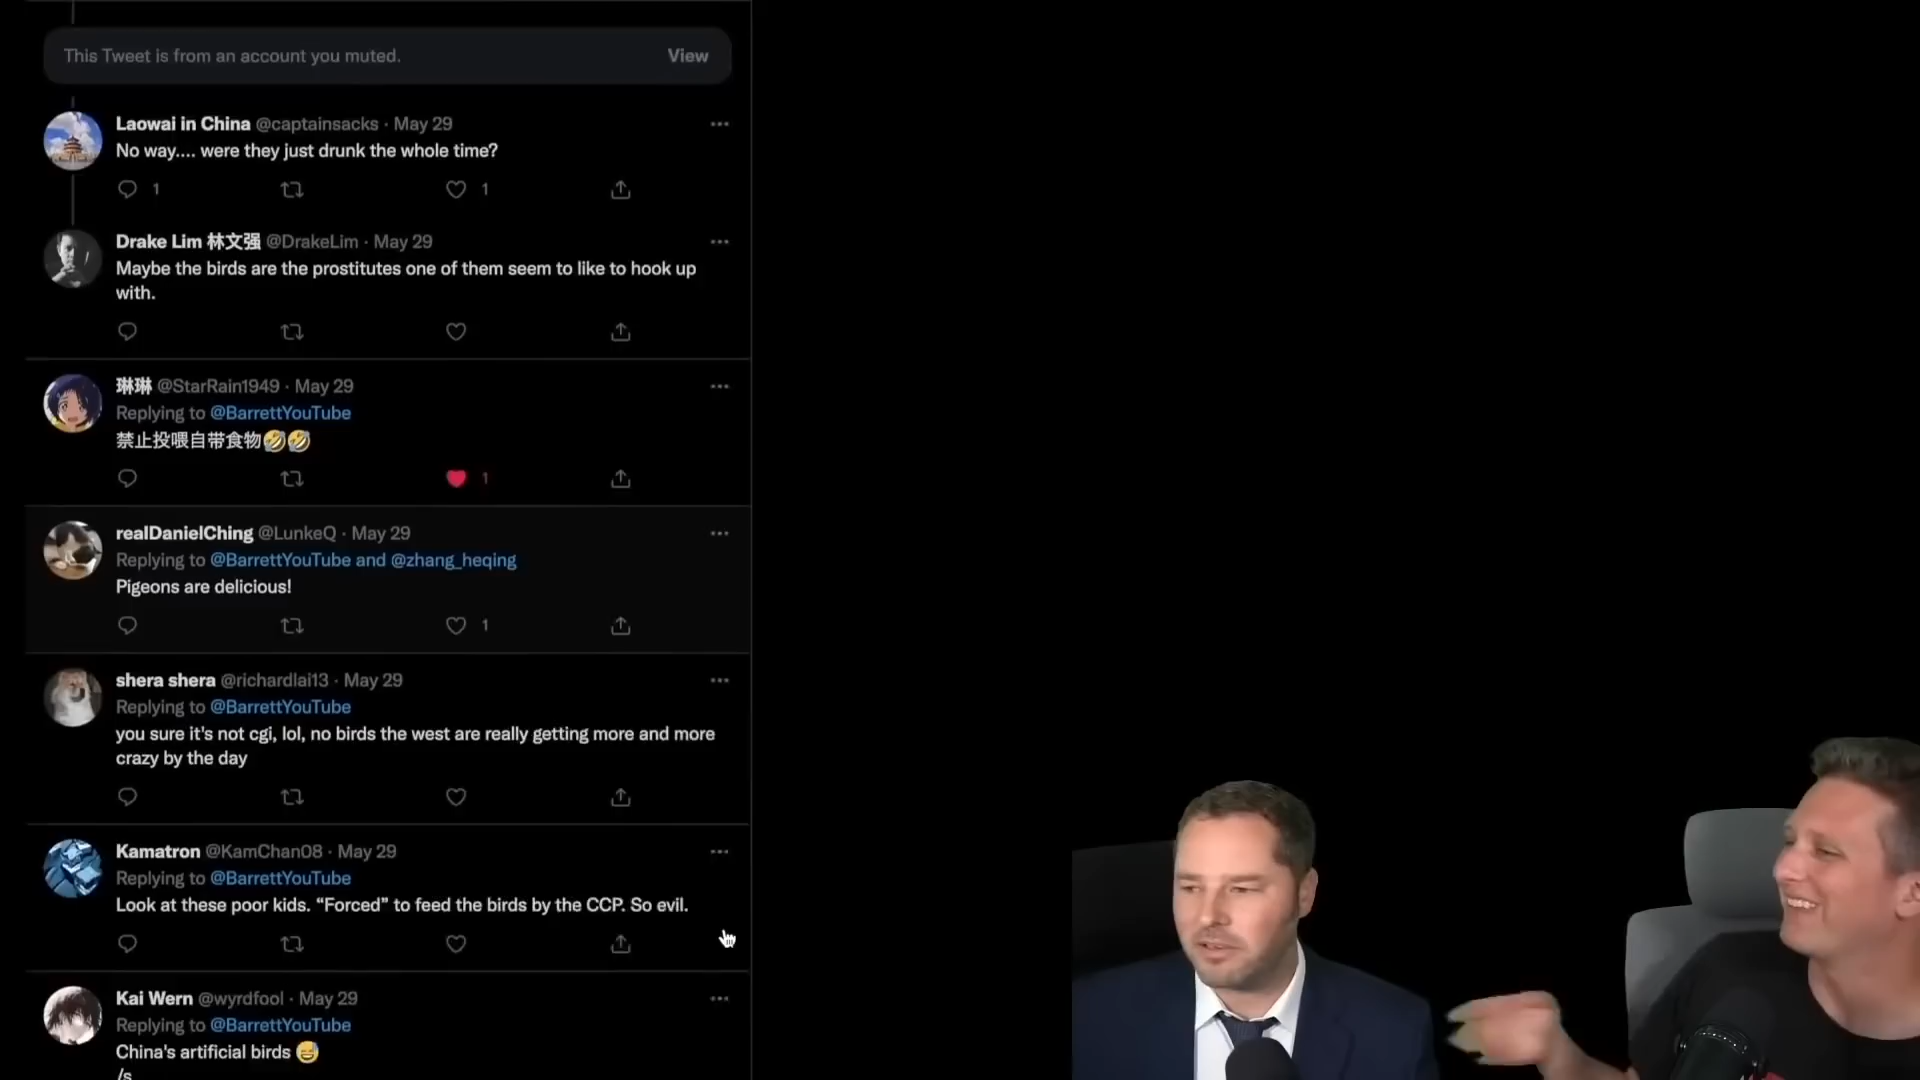 This Tweet is from an account you muted. View
Laowai in China @captainsacks · May 29
No way.... were they just drunk the whole time?
1 1
Drake Lim 林文强 @DrakeLim · May 29
Maybe the birds are the prostitutes one of them seem to like to hook up
with.
琳琳 @StarRain1949 · May 29
Replying to @BarrettYouTube
禁止投喂自带食物🤣🤣
1
realDanielChing @LunkeQ · May 29
Replying to @BarrettYouTube and @zhang_heqing
Pigeons are delicious!
1
shera shera @richardlai13 · May 29
Replying to @BarrettYouTube
you sure it's not cgi, lol, no birds the west are really getting more and more
crazy by the day
Kamatron @KamChan08 · May 29
Replying to @BarrettYouTube
Look at these poor kids. “Forced” to feed the birds by the CCP. So evil.
Kai Wern @wyrdfool · May 29
Replying to @BarrettYouTube
China's artificial birds 😅
/s